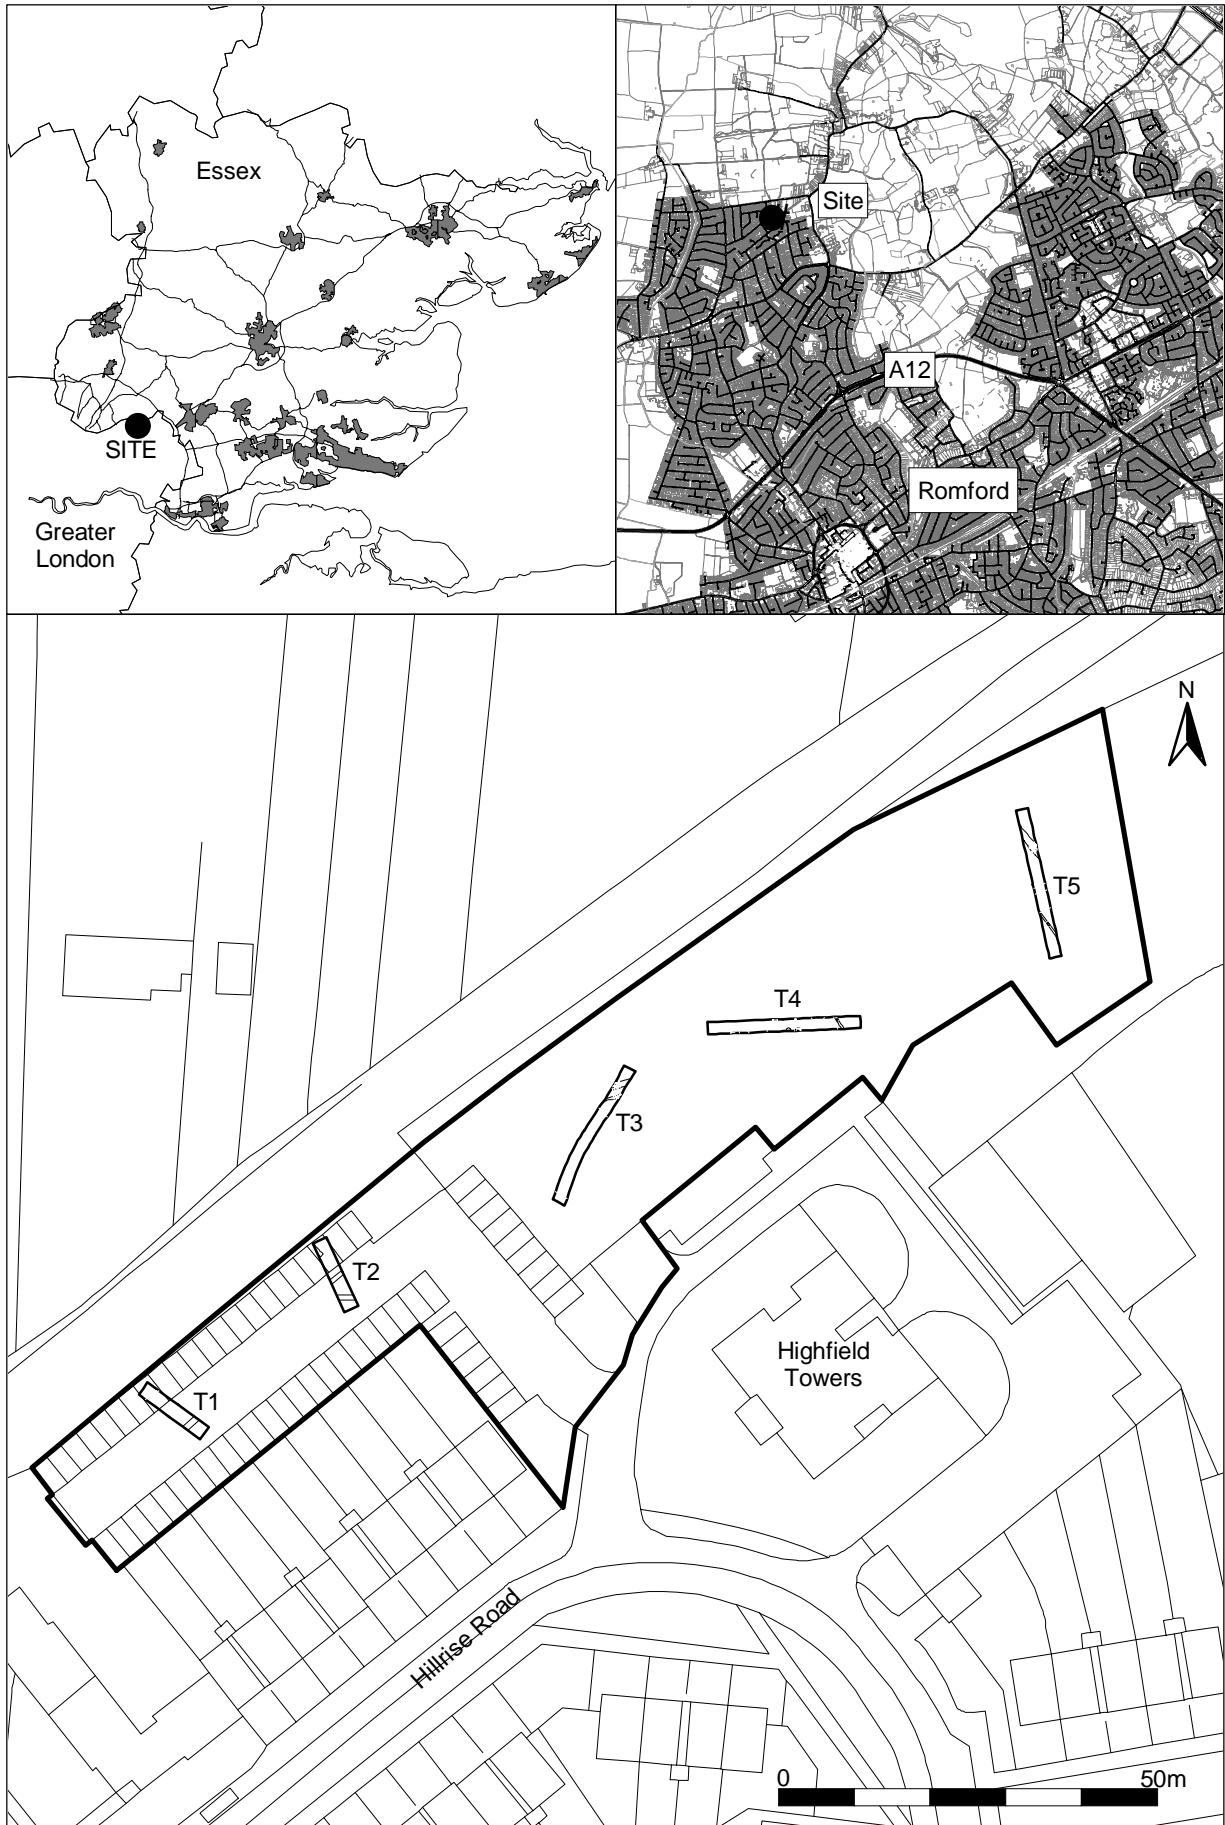 Essex
SITE
Greater
London
Site
A12
Romford
N
T5
T4
T3
T2
T1
Highfield
Towers
Hillrise Road
0
50m